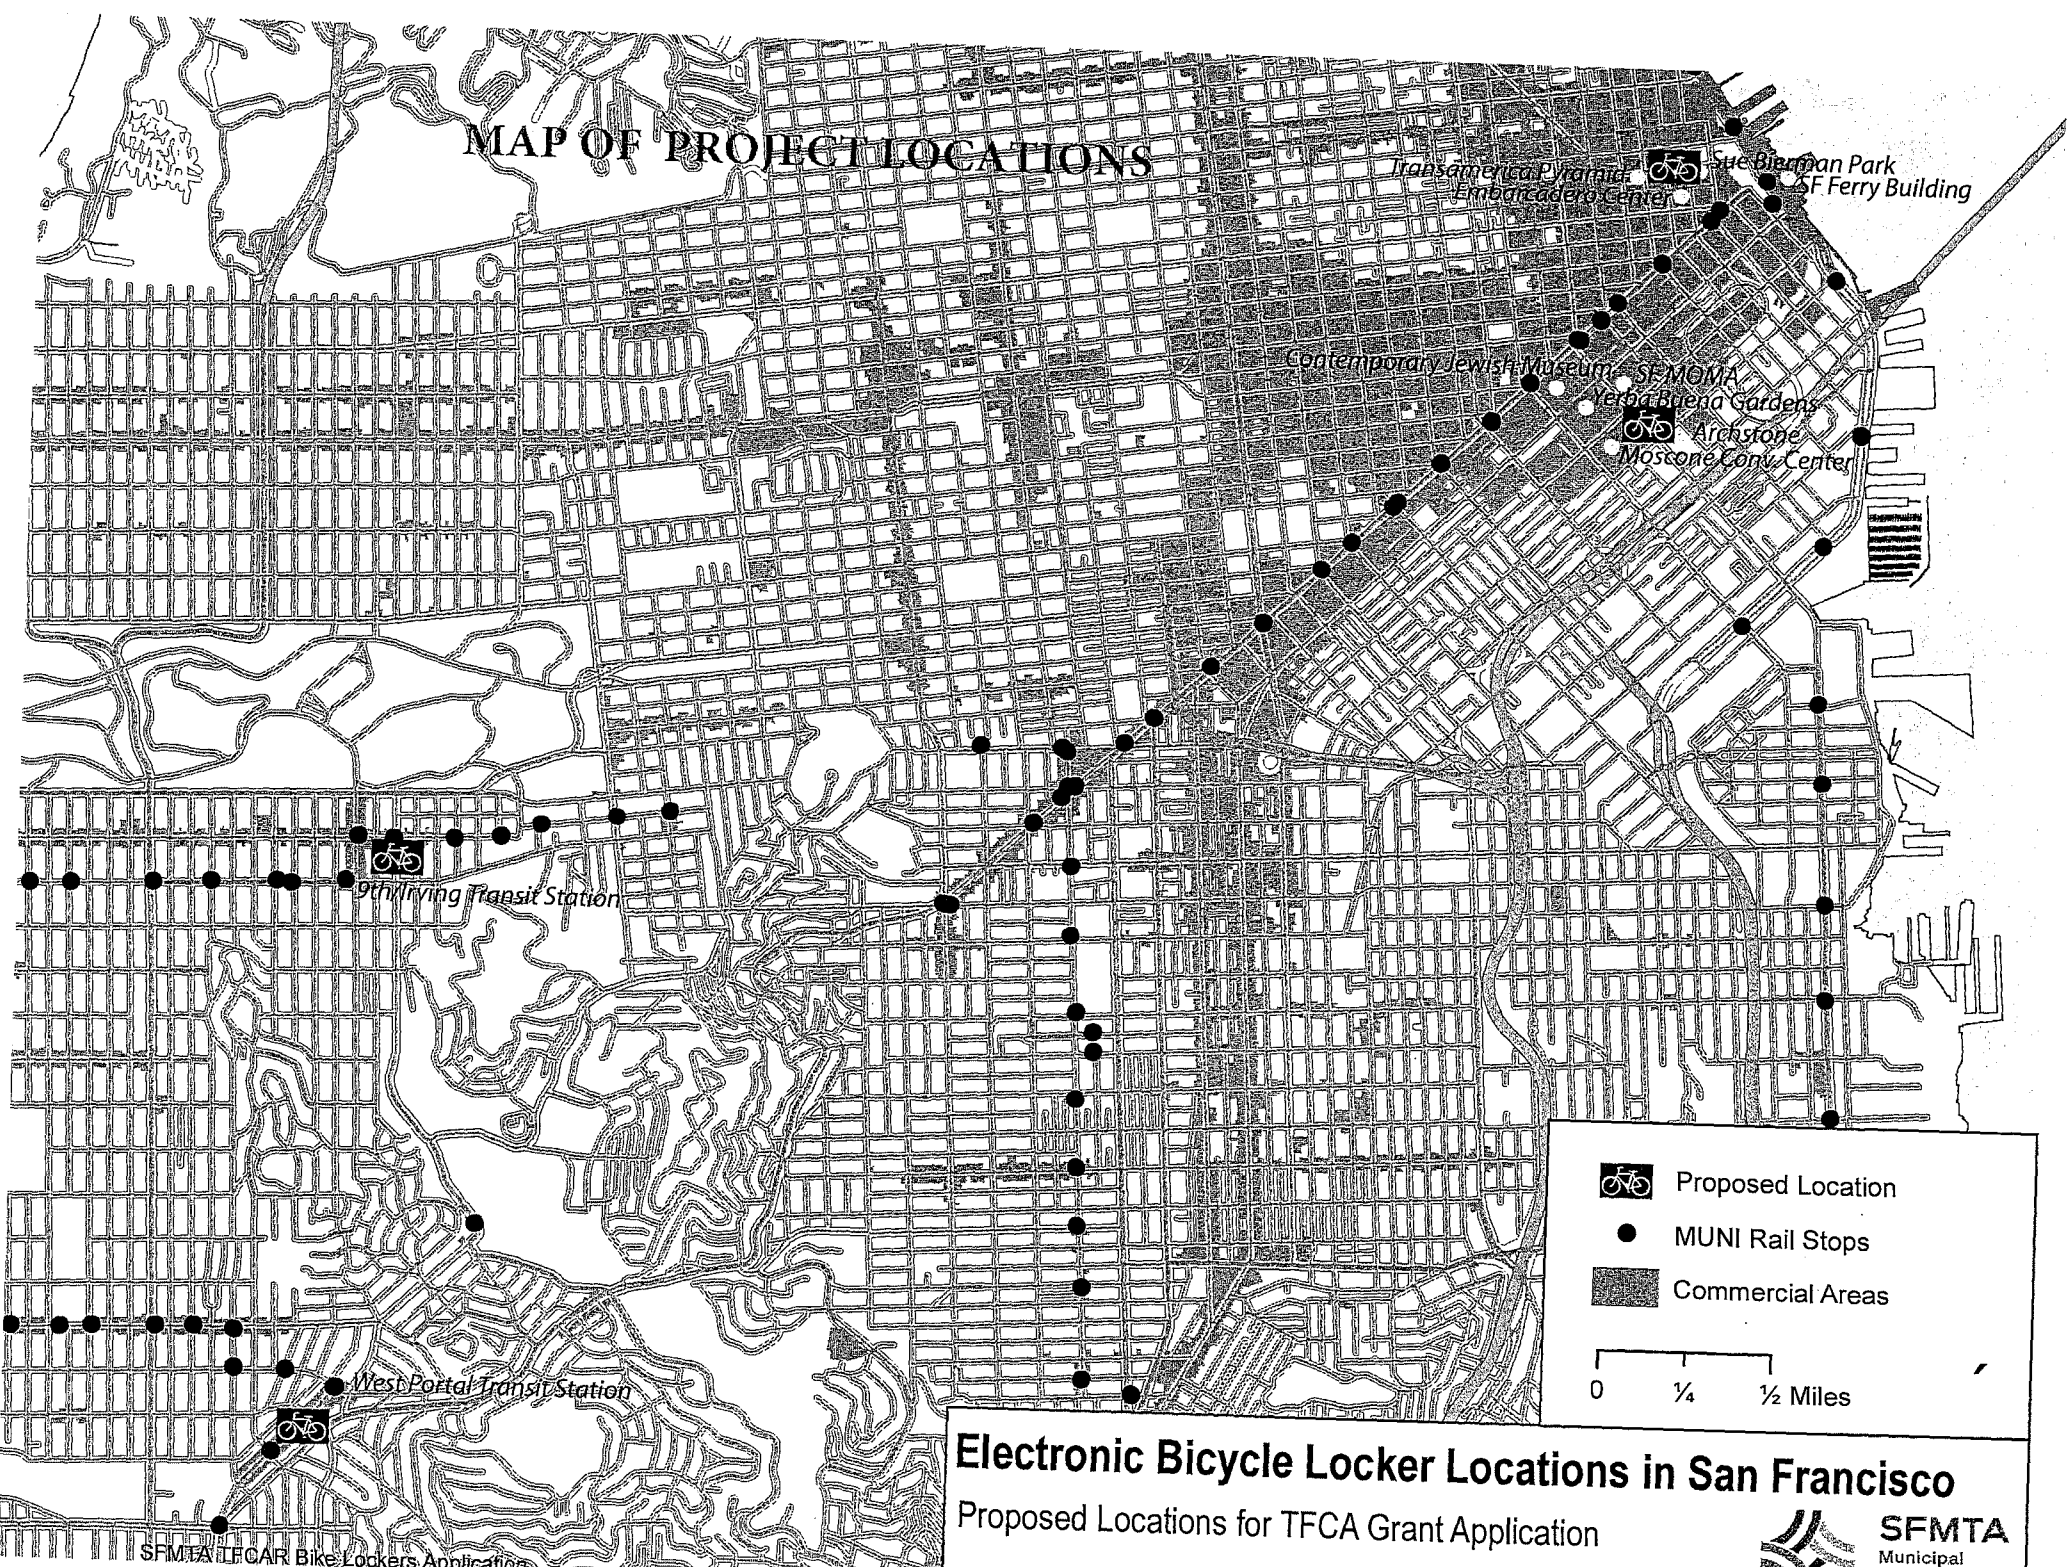 MAP OF PROJECT LOCATIONS
Transamerica Pyramid
Sue Bierman Park
Embarcadero Center
SF Ferry Building
Contemporary Jewish Museum
SF MOMA
Yerba Buena Gardens
Archstone
Moscone Conv. Center
9th/Irving Transit Station
West Portal Transit Station
Proposed Location
MUNI Rail Stops
Commercial Areas
0 ¼ ½ Miles
Electronic Bicycle Locker Locations in San Francisco
Proposed Locations for TFCA Grant Application
SFMTA
Municipal
SFMTA TFCAR Bike Lockers Application